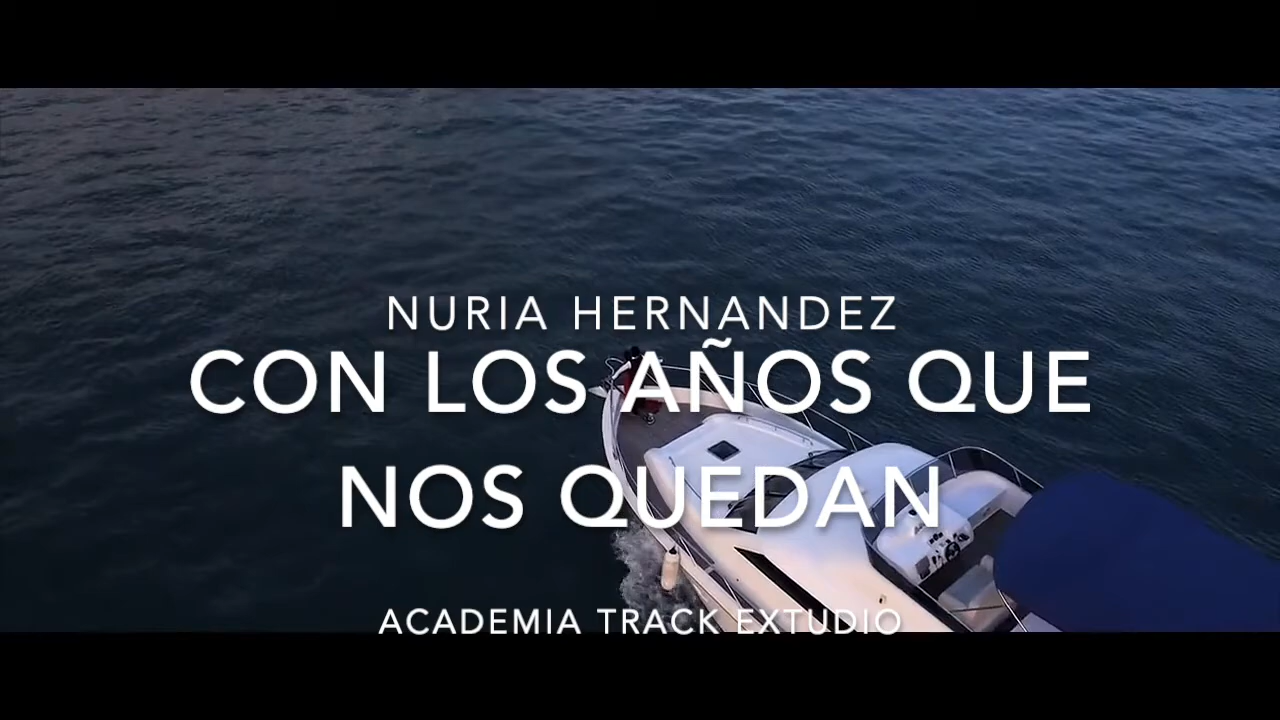 NURIA HERNANDEZ
CON LOS AÑOS QUE
NOS QUEDAN
ACADEMIA TRACK EXTUDIO